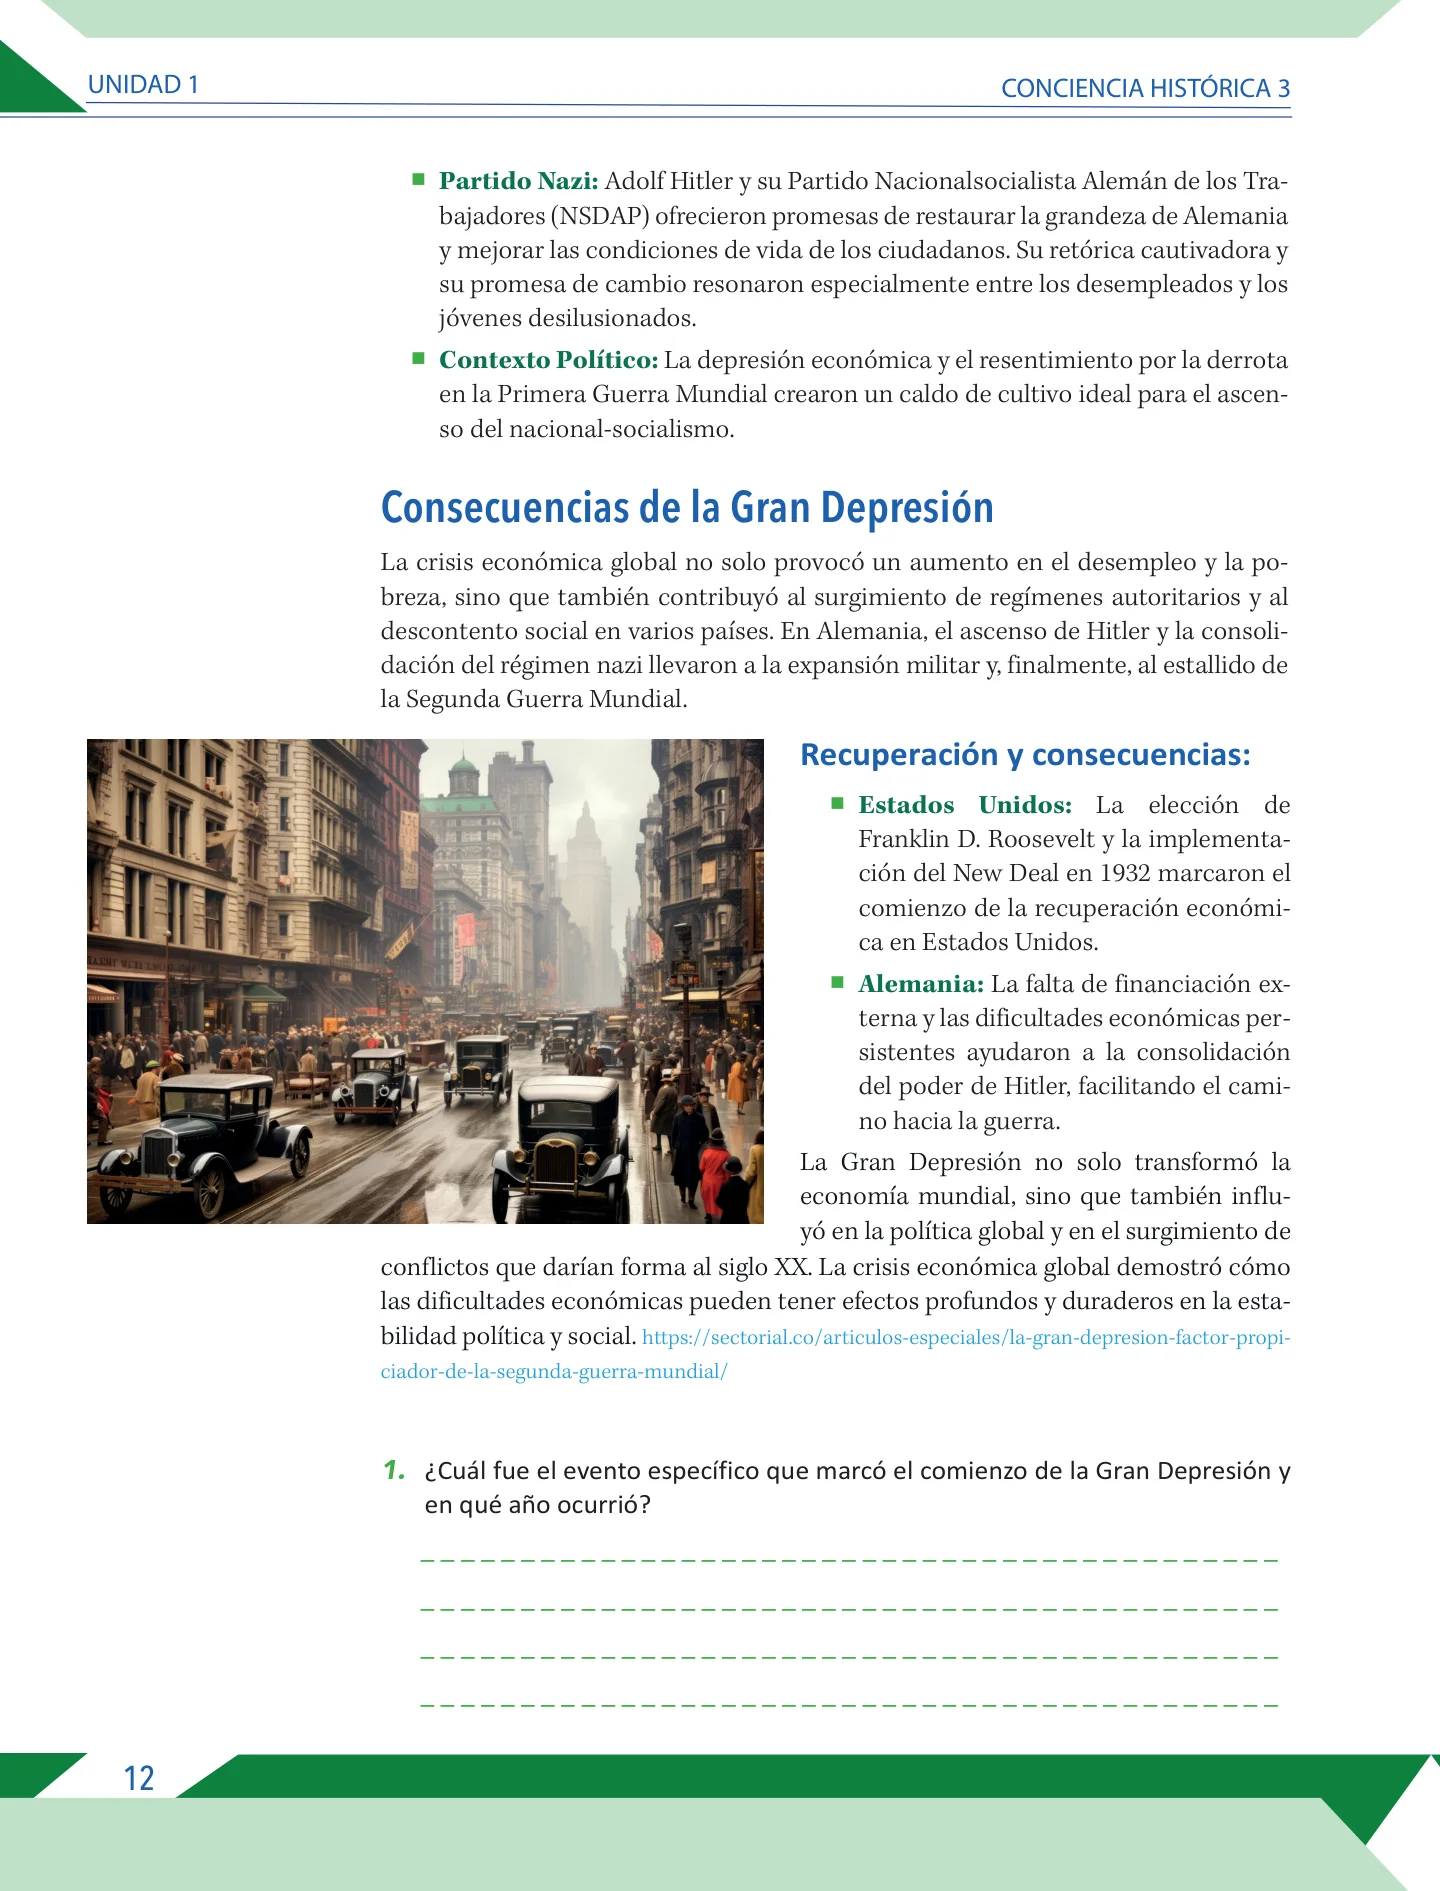 UNIDAD 1
CONCIENCIA HISTÓRICA 3
Partido Nazi: Adolf Hitler y su Partido Nacionalsocialista Alemán de los Tra-
bajadores (NSDAP) ofrecieron promesas de restaurar la grandeza de Alemania
y mejorar las condiciones de vida de los ciudadanos. Su retórica cautivadora y
su promesa de cambio resonaron especialmente entre los desempleados y los
jóvenes desilusionados.
Contexto Político: La depresión económica y el resentimiento por la derrota
en la Primera Guerra Mundial crearon un caldo de cultivo ideal para el ascen-
so del nacional-socialismo.
Consecuencias de la Gran Depresión
La crisis económica global no solo provocó un aumento en el desempleo y la po-
breza, sino que también contribuyó al surgimiento de regímenes autoritarios y al
descontento social en varios países. En Alemania, el ascenso de Hitler y la consoli-
dación del régimen nazi llevaron a la expansión militar y, finalmente, al estallido de
la Segunda Guerra Mundial.
Recuperación y consecuencias:
Estados Unidos: La elección de
Franklin D. Roosevelt y la implementa-
ción del New Deal en 1932 marcaron el
comienzo de la recuperación económi-
ca en Estados Unidos.
Alemania: La falta de financiación ex-
terna y las dificultades económicas per-
sistentes ayudaron a la consolidación
del poder de Hitler, facilitando el cami-
no hacia la guerra.
La Gran Depresión no solo transformó la
economía mundial, sino que también influ-
yó en la política global y en el surgimiento de
conflictos que darían forma al siglo XX. La crisis económica global demostró cómo
las dificultades económicas pueden tener efectos profundos y duraderos en la esta-
bilidad política y social. https://sectorial.co/articulos-especiales/la-gran-depresion-factor-propi-
ciador-de-la-segunda-guerra-mundial/
1. ¿Cuál fue el evento específico que marcó el comienzo de la Gran Depresión y
en qué año ocurrió?
12